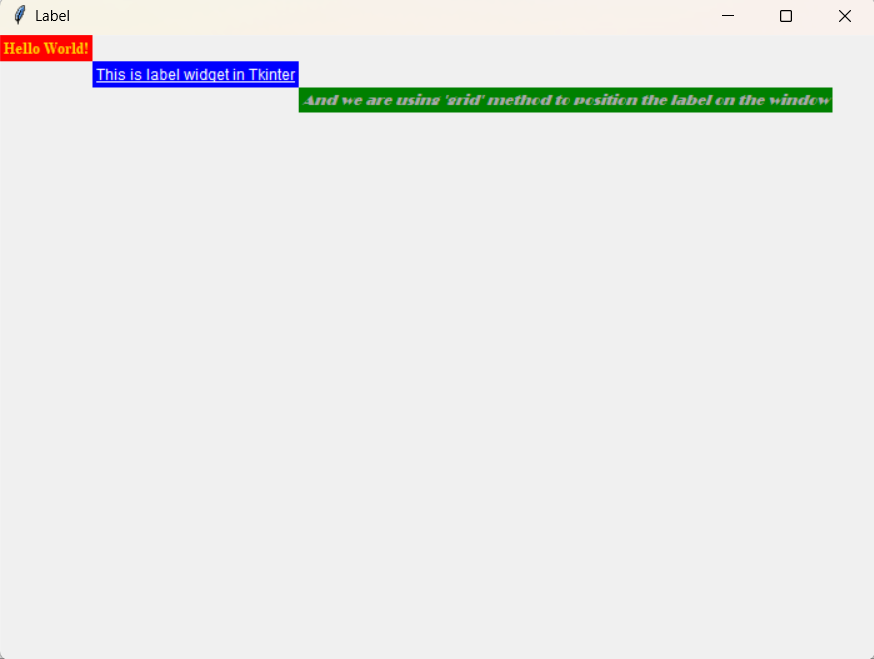 Label
Hello World!
This is label widget in Tkinter
And we are using 'grid' method to position the label on the window